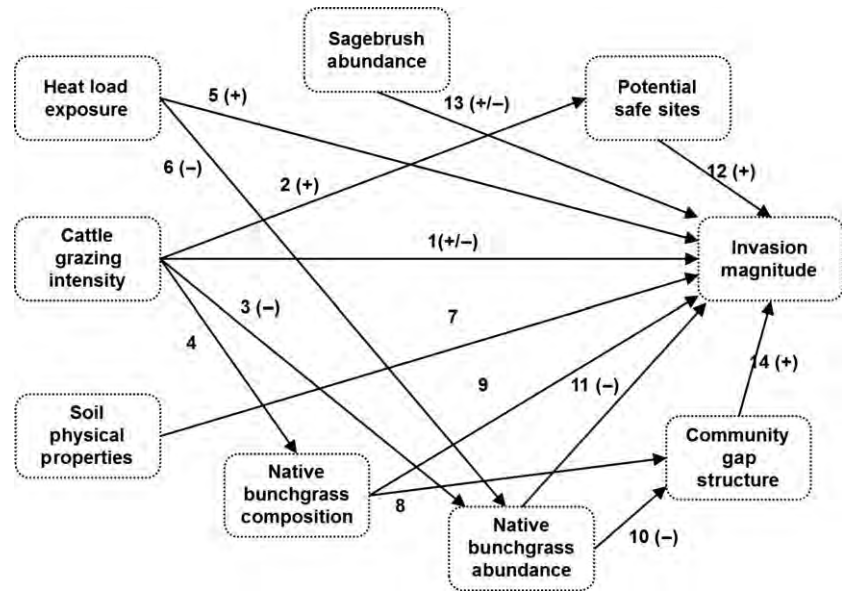 Sagebrush
abundance
Heat load
exposure
Potential
safe sites
5 (+)
13 (+/–)
6 (–)
2 (+)
12 (+)
Cattle
grazing
intensity
1(+/–)
Invasion
magnitude
3 (–)
4
7
9
11 (–)
14 (+)
Soil
physical
properties
Native
bunchgrass
composition
8
Community
gap
structure
Native
bunchgrass
abundance
10 (–)